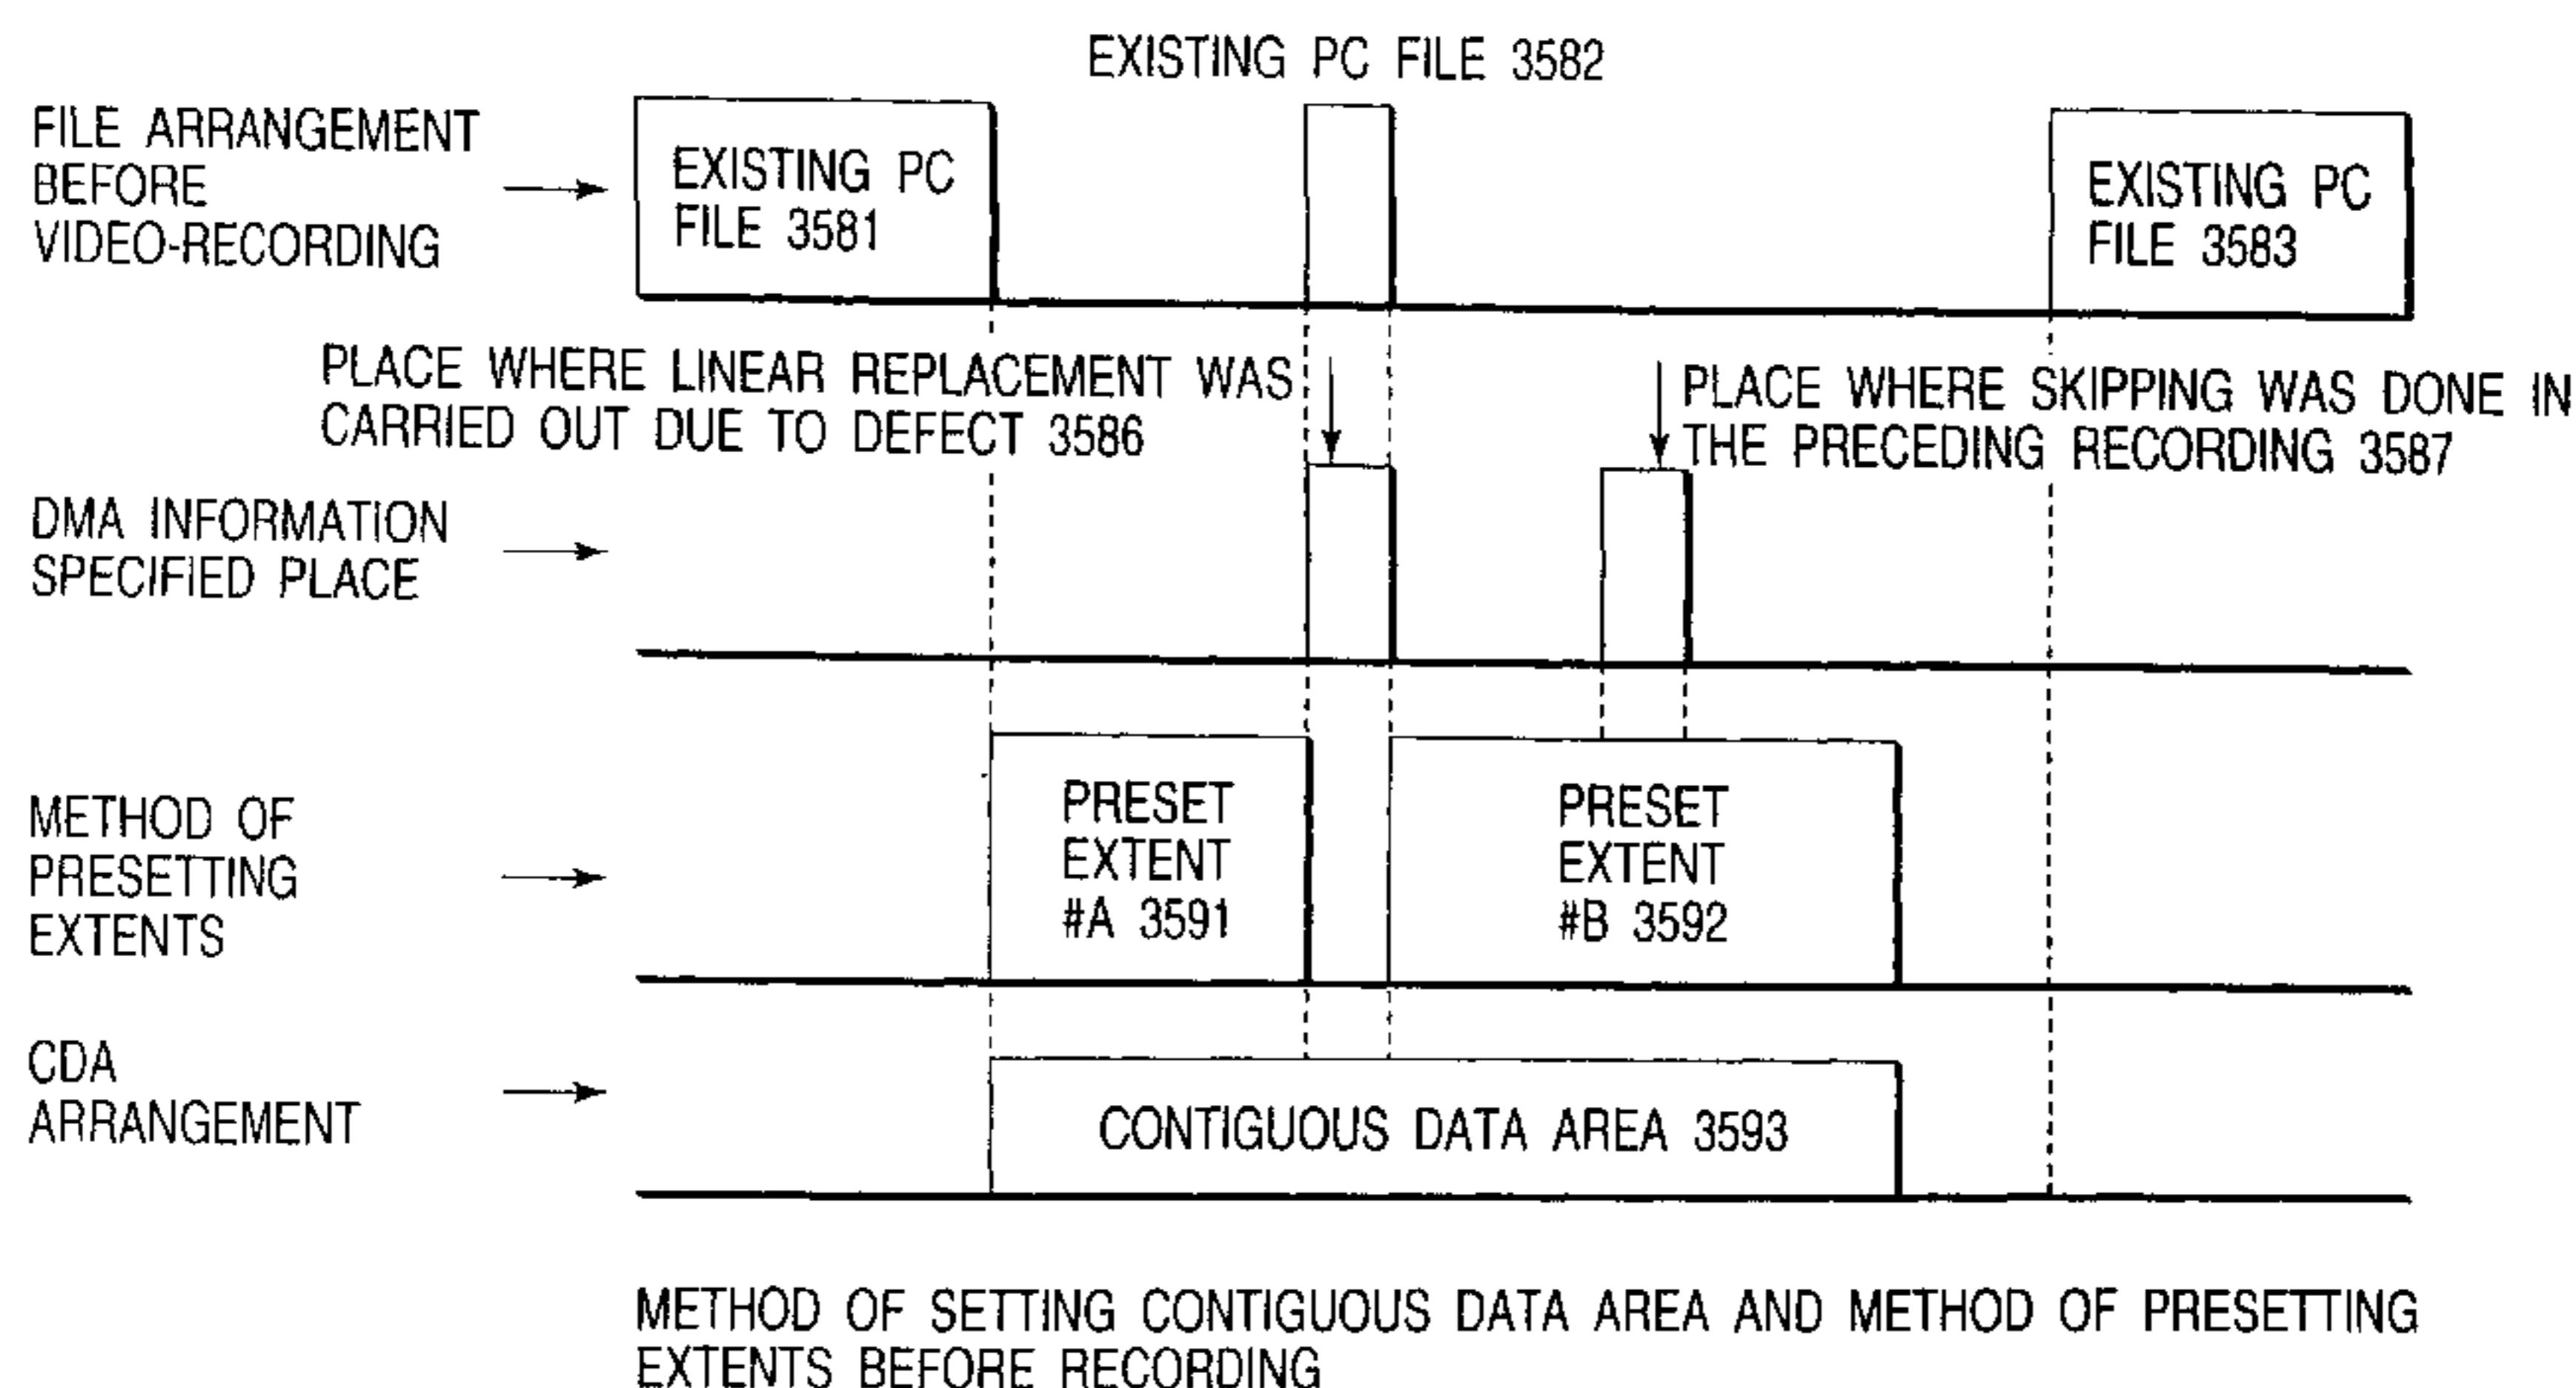 EXISTING PC FILE 3582
FILE ARRANGEMENT
BEFORE
VIDEO-RECORDING
EXISTING PC
FILE 3581
EXISTING PC
FILE 3583
PLACE WHERE LINEAR REPLACEMENT WAS
CARRIED OUT DUE TO DEFECT 3586
PLACE WHERE SKIPPING WAS DONE IN
THE PRECEDING RECORDING 3587
DMA INFORMATION
SPECIFIED PLACE
METHOD OF
PRESETTING
EXTENTS
PRESET
EXTENT
#A 3591
PRESET
EXTENT
#B 3592
CDA
ARRANGEMENT
CONTIGUOUS DATA AREA 3593
METHOD OF SETTING CONTIGUOUS DATA AREA AND METHOD OF PRESETTING
EXTENTS BEFORE RECORDING